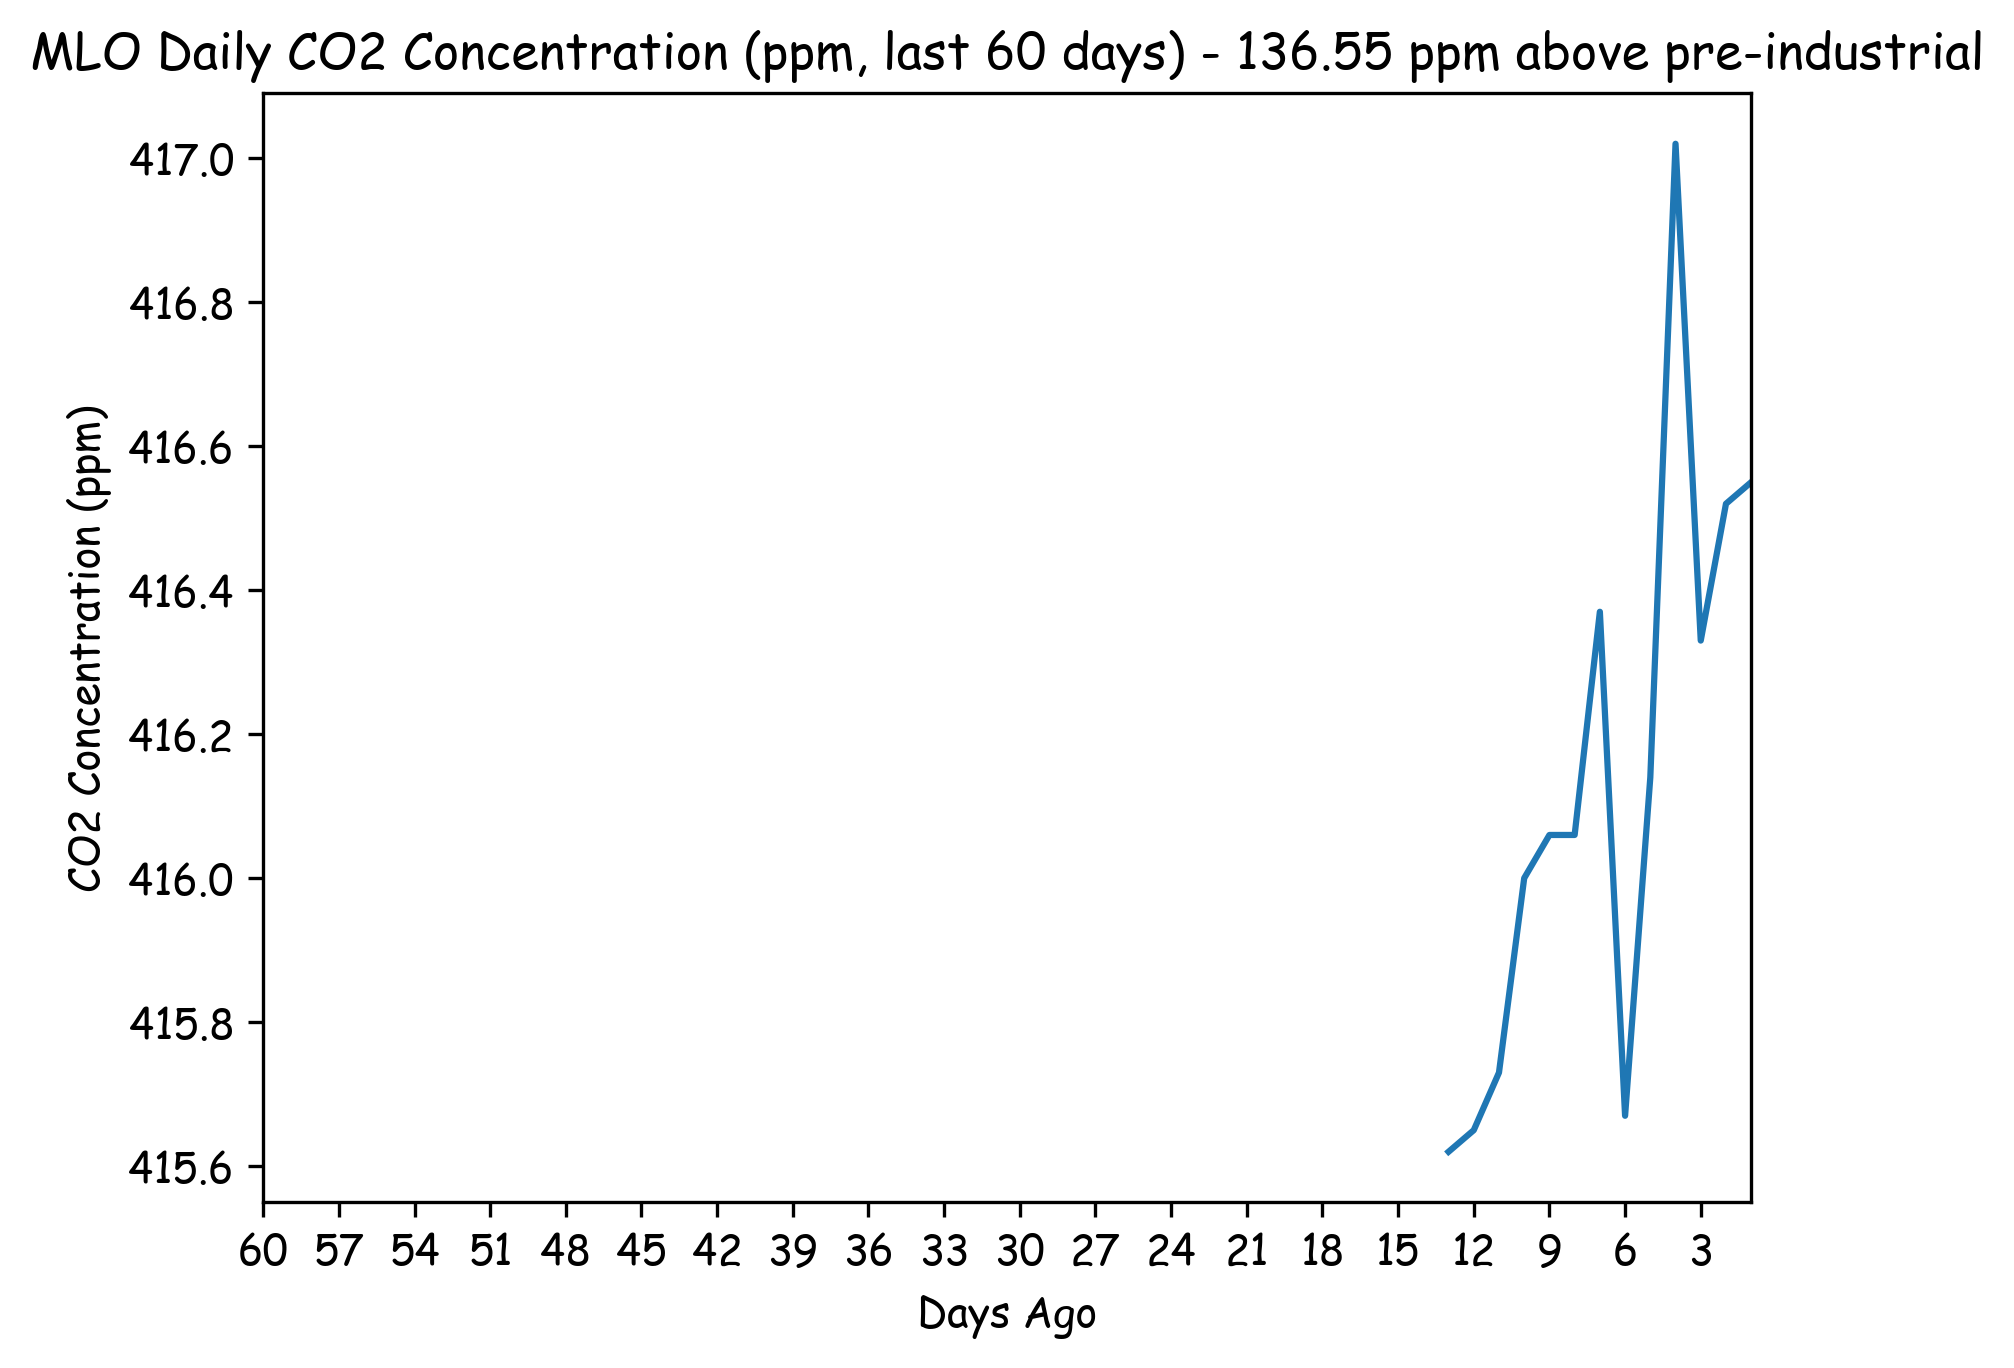 MLO Daily CO2 Concentration (ppm, last 60 days) - 136.55 ppm above pre-industrial
CO2 Concentration (ppm)
417.0
416.8
416.6
416.4
416.2
416.0
415.8
415.6
60 57 54 51 48 45 42 39 36 33 30 27 24 21 18 15 12 9 6 3
Days Ago